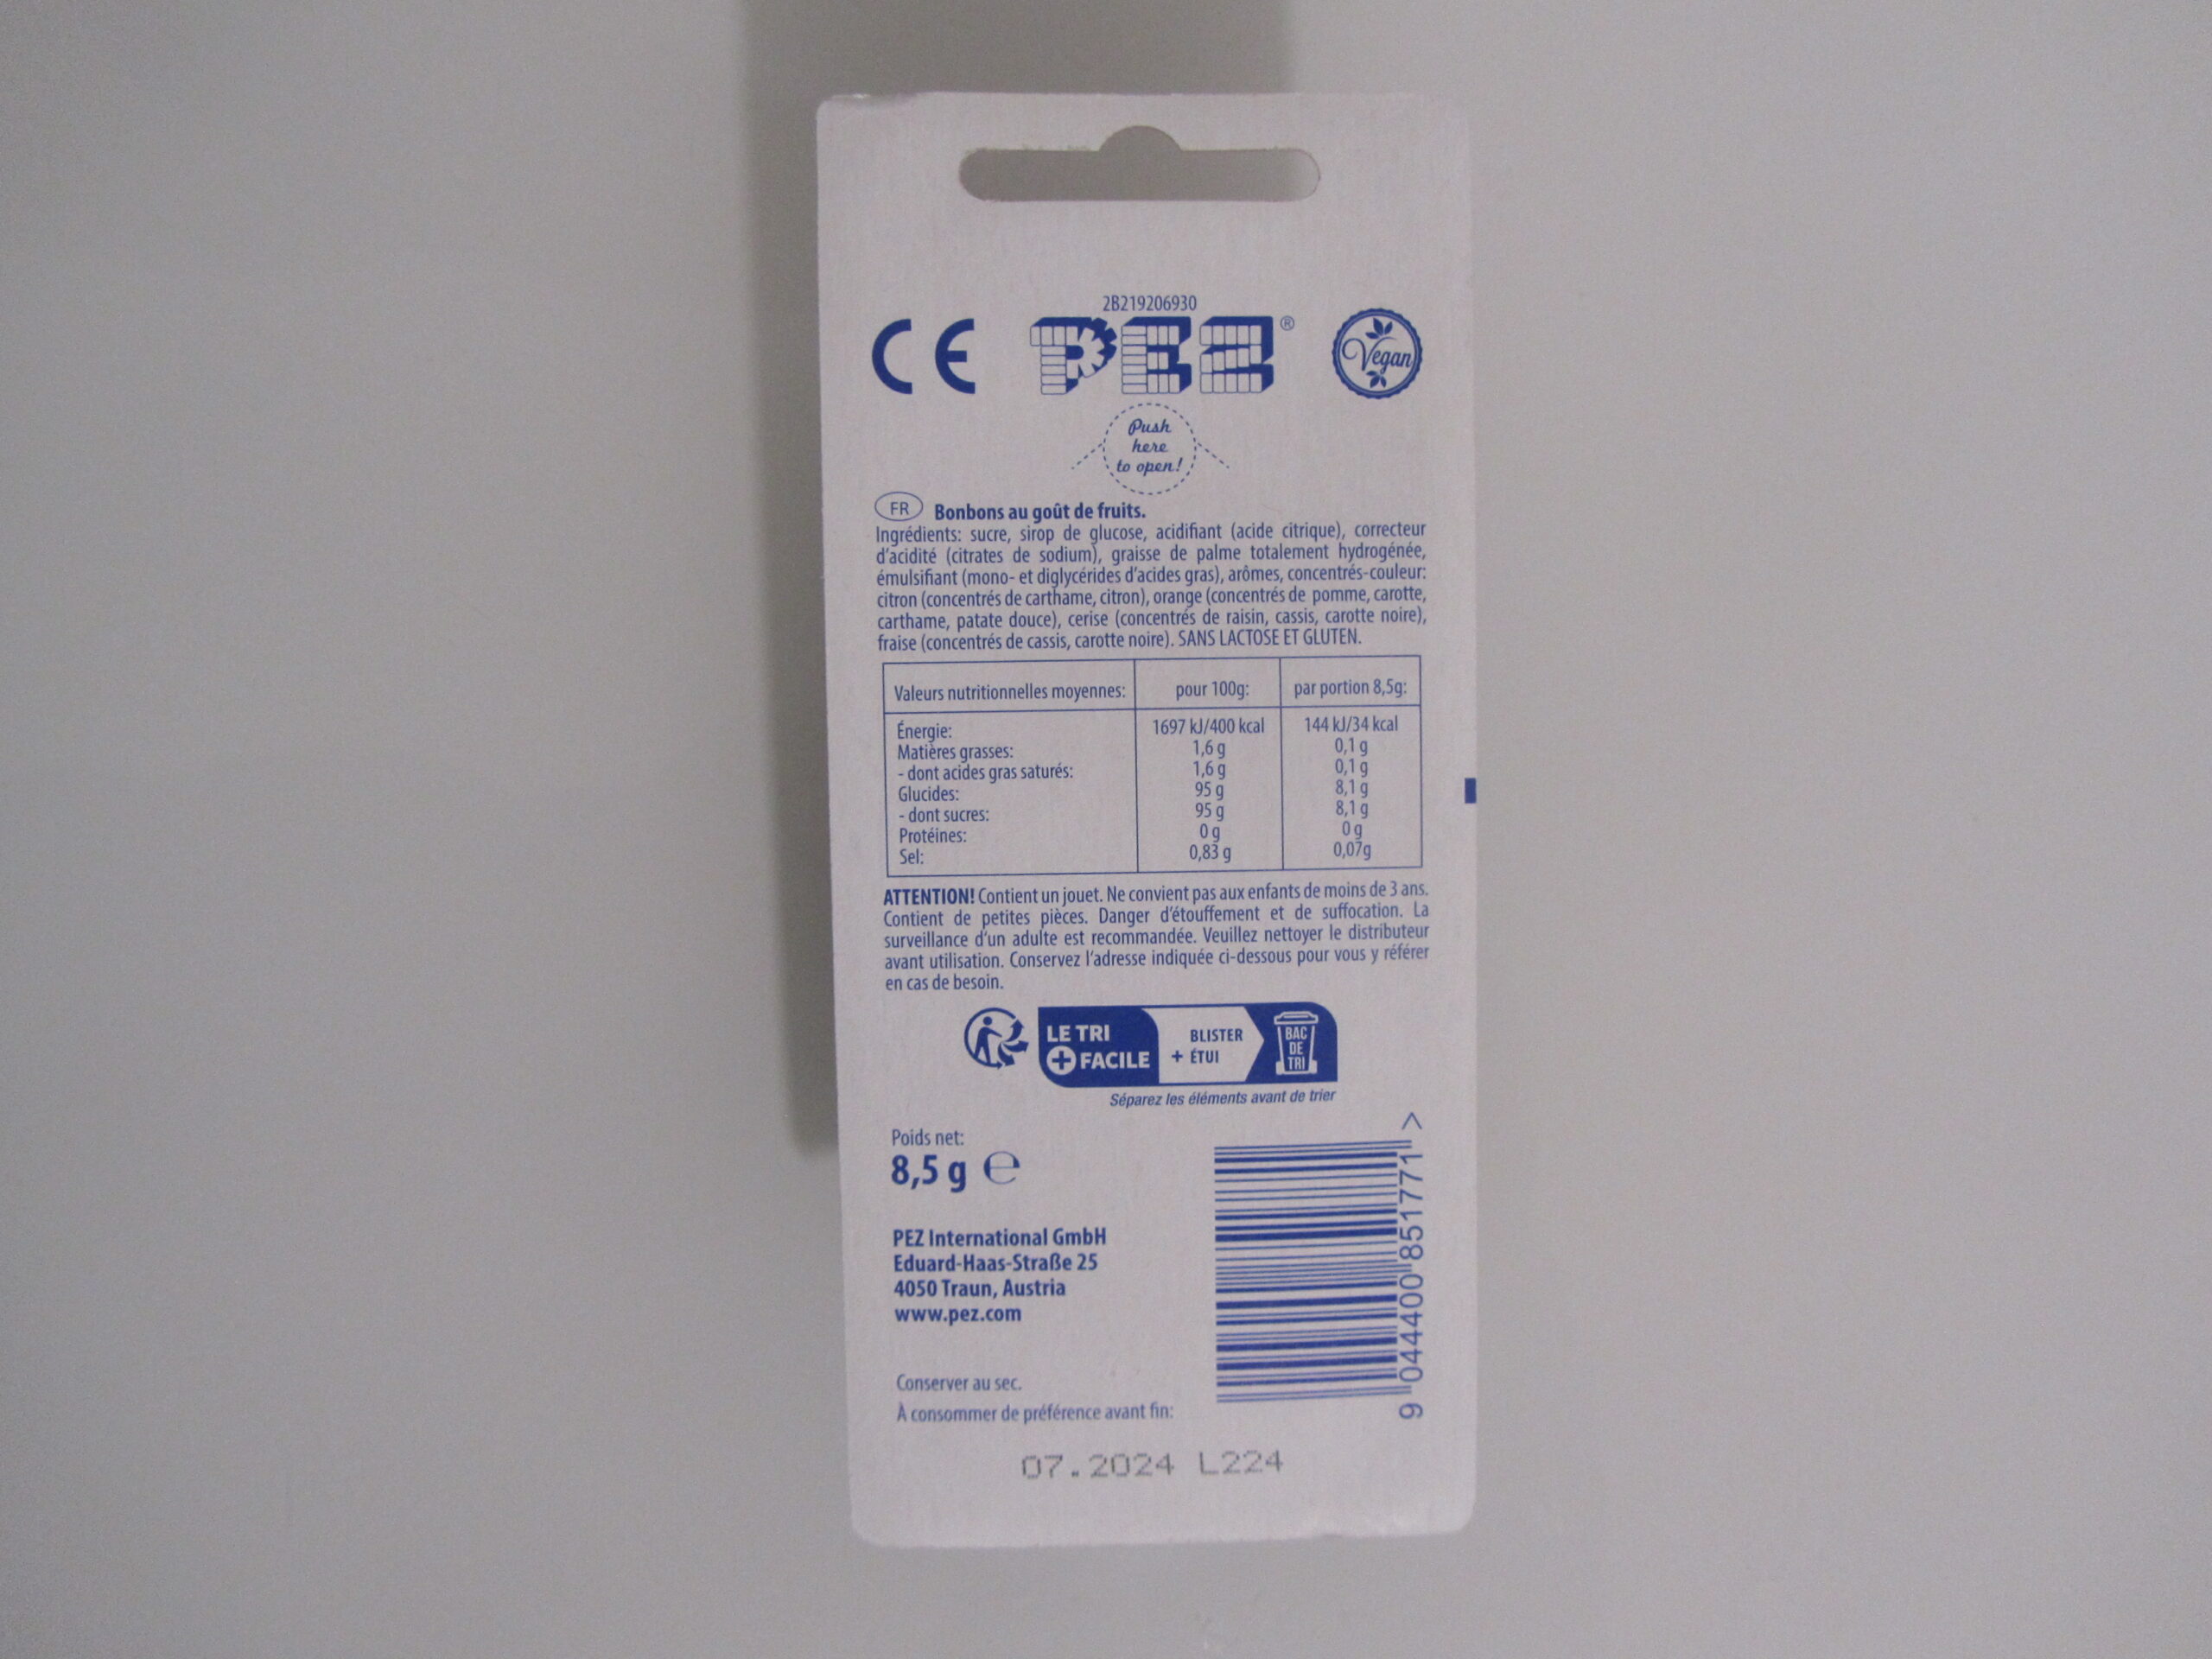 2B219206930
CE PEZ® Vegan
Push
here
to open!
FR Bonbons au goût de fruits.
Ingrédients: sucre, sirop de glucose, acidifiant (acide citrique), correcteur
d'acidité (citrates de sodium), graisse de palme totalement hydrogénée,
émulsifiant (mono- et diglycérides d'acides gras), arômes, concentrés-couleur:
citron (concentrés de carthame, citron), orange (concentrés de pomme, carotte,
carthame, patate douce), cerise (concentrés de raisin, cassis, carotte noire),
fraise (concentrés de cassis, carotte noire). SANS LACTOSE ET GLUTEN.
Valeurs nutritionnelles moyennes: pour 100g: par portion 8,5g:
Énergie: 1697 kJ/400 kcal 144 kJ/34 kcal
Matières grasses: 1,6 g 0,1 g
- dont acides gras saturés: 1,6 g 0,1 g
Glucides: 95 g 8,1 g
- dont sucres: 95 g 8,1 g
Protéines: 0 g 0 g
Sel: 0,83 g 0,07g
ATTENTION! Contient un jouet. Ne convient pas aux enfants de moins de 3 ans.
Contient de petites pièces. Danger d'étouffement et de suffocation. La
surveillance d'un adulte est recommandée. Veuillez nettoyer le distributeur
avant utilisation. Conservez l'adresse indiquée ci-dessous pour vous y référer
en cas de besoin.
LE TRI
+ FACILE
BLISTER
+ ÉTUI
BAC
DE
TRI
Séparez les éléments avant de trier
Poids net:
8,5 g ℮
PEZ International GmbH
Eduard-Haas-Straße 25
4050 Traun, Austria
www.pez.com
9 044400 851771 >
Conserver au sec.
À consommer de préférence avant fin:
07.2024 L224